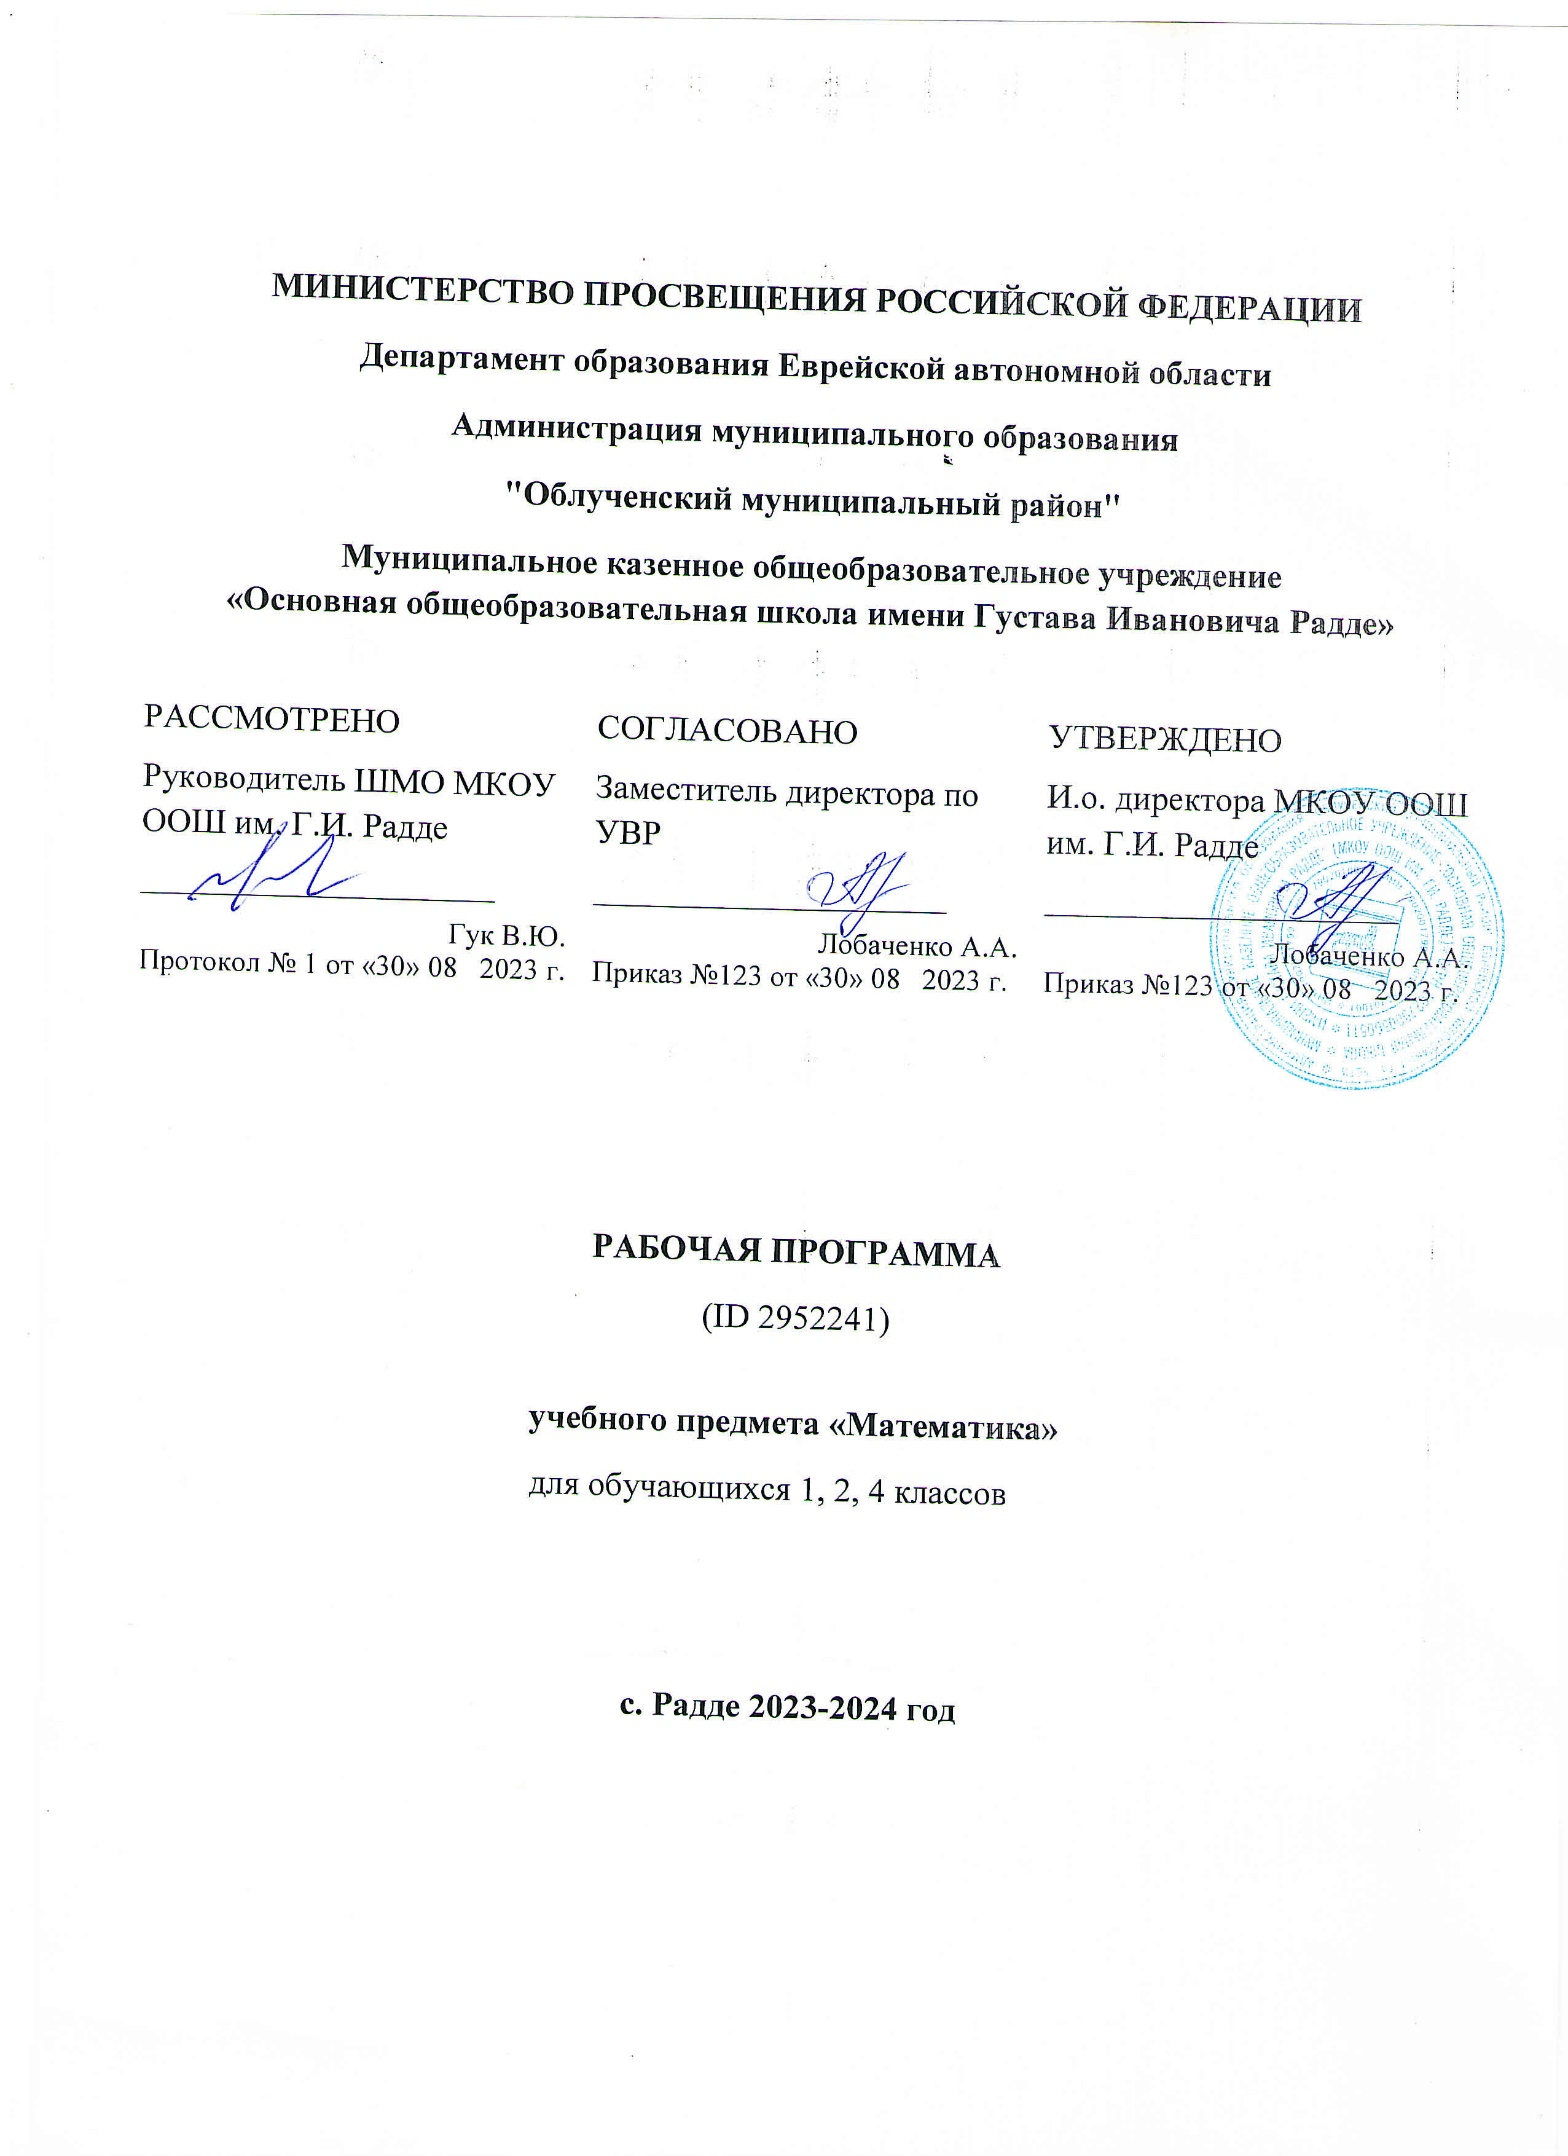 МИНИСТЕРСТВО ПРОСВЕЩЕНИЯ РОССИЙСКОЙ ФЕДЕРАЦИИ
Департамент образования Еврейской автономной области
Администрация муниципального образования
"Облученский муниципальный район"
Муниципальное казенное общеобразовательное учреждение
«Основная общеобразовательная школа имени Густава Ивановича Радде»
РАССМОТРЕНО
Руководитель ШМО МКОУ
ООШ им. Г.И. Радде
Гук В.Ю.
Протокол № 1 от «30» 08 2023 г.
СОГЛАСОВАНО
Заместитель директора по
УВР
Лобаченко А.А.
Приказ №123 от «30» 08 2023 г.
УТВЕРЖДЕНО
И.о. директора МКОУ ООШ
им. Г.И. Радде
Лобаченко А.А.
Приказ №123 от «30» 08 2023 г.
РАБОЧАЯ ПРОГРАММА
(ID 2952241)
учебного предмета «Математика»
для обучающихся 1, 2, 4 классов
с. Радде 2023-2024 год